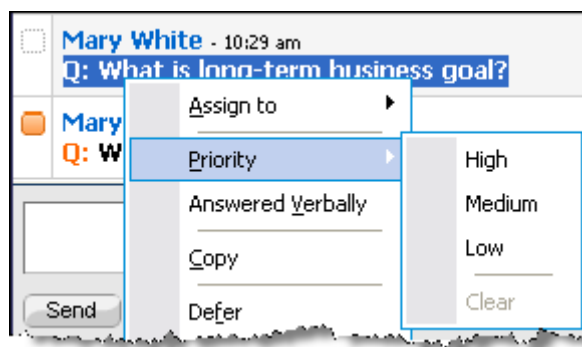 Mary White - 10:29 am
Q: What is long-term business goal?
Mary
Q: W
Assign to
Priority
Answered Verbally
Copy
Defer
High
Medium
Low
Clear
Send